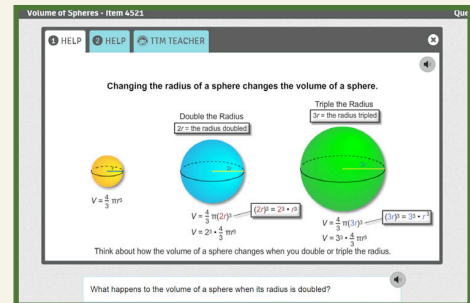 Volume of Spheres - Item 4521
Que
1 HELP
2 HELP
TTM TEACHER
Changing the radius of a sphere changes the volume of a sphere.
Double the Radius
2r = the radius doubled
Triple the Radius
3r = the radius tripled
V = 4/3 πr³
V = 4/3 π(2r)³
(2r)³ = 2³ • r³
V = 2³ • 4/3 πr³
V = 4/3 π(3r)³
(3r)³ = 3³ • r³
V = 3³ • 4/3 πr³
Think about how the volume of a sphere changes when you double or triple the radius.
What happens to the volume of a sphere when its radius is doubled?